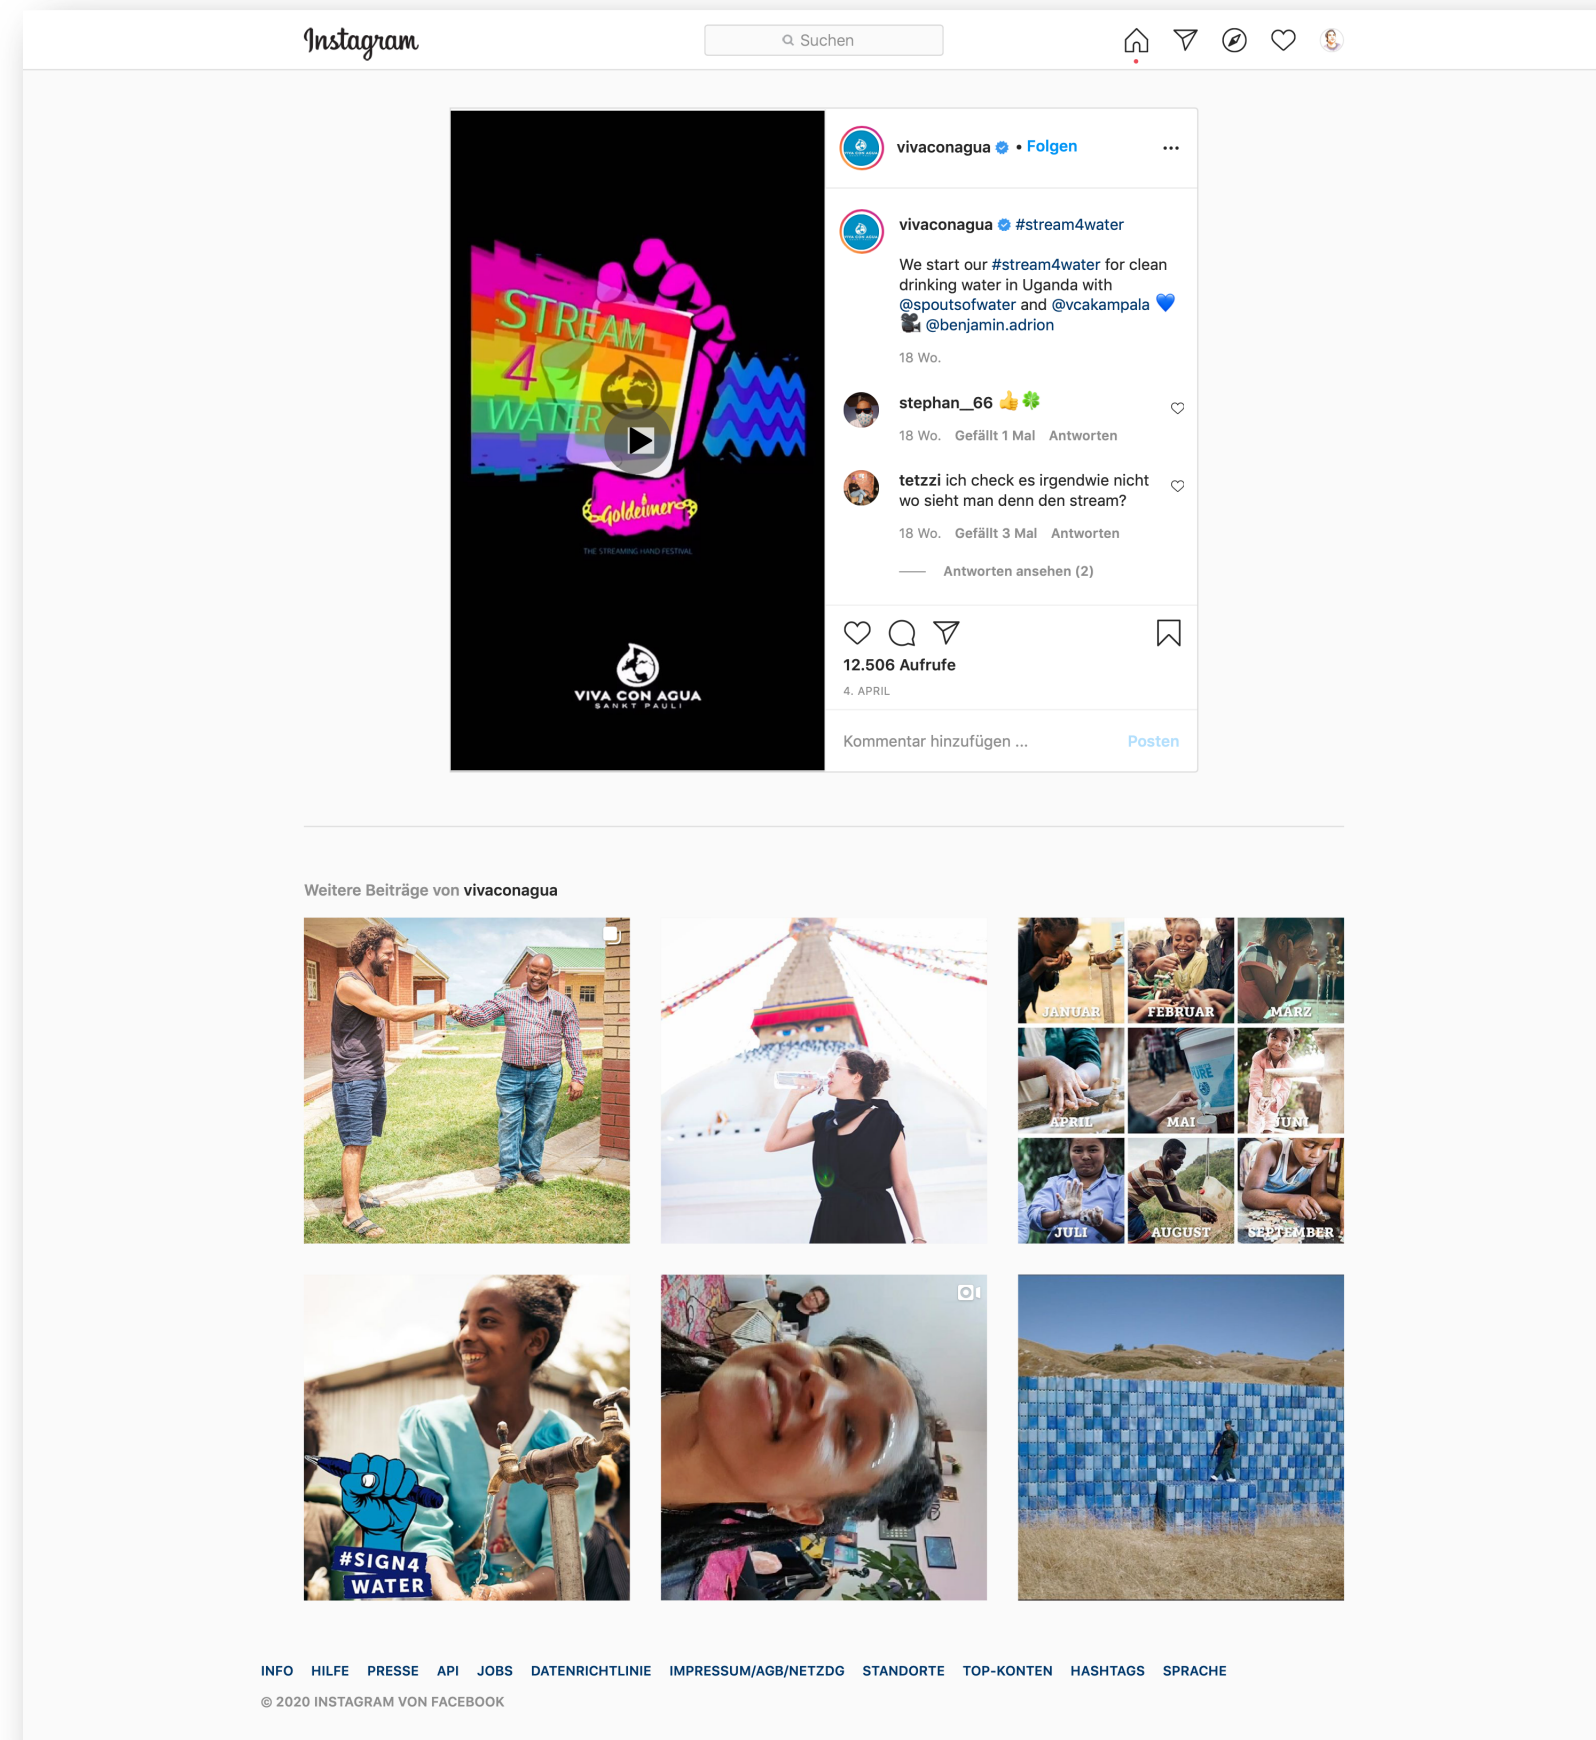 Instagram
Suchen
STREAM
4
WATER
Goldeimer
THE STREAMING HAND FESTIVAL
VIVA CON AGUA
SANKT PAULI
vivaconagua • Folgen
vivaconagua #stream4water
We start our #stream4water for clean
drinking water in Uganda with
@spoutsofwater and @vcakampala 💙
🎥 @benjamin.adrion
18 Wo.
stephan__66 👍🍀
18 Wo. Gefällt 1 Mal Antworten
tetzzi ich check es irgendwie nicht
wo sieht man denn den stream?
18 Wo. Gefällt 3 Mal Antworten
Antworten ansehen (2)
12.506 Aufrufe
4. APRIL
Kommentar hinzufügen ... Posten
Weitere Beiträge von vivaconagua
JANUAR FEBRUAR MÄRZ
APRIL MAI JUNI
JULI AUGUST SEPTEMBER
#SIGN4
WATER
INFO HILFE PRESSE API JOBS DATENRICHTLINIE IMPRESSUM/AGB/NETZDG STANDORTE TOP-KONTEN HASHTAGS SPRACHE
© 2020 INSTAGRAM VON FACEBOOK